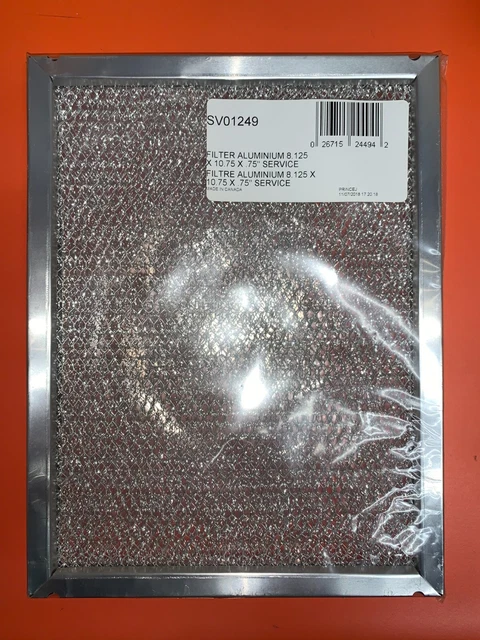 SV01249
0 26715 24494 2
FILTER ALUMINIUM 8.125
X 10.75 X .75" SERVICE
FILTRE ALUMINIUM 8.125 X
10.75 X .75" SERVICE
MADE IN CANADA
PRINCEJ